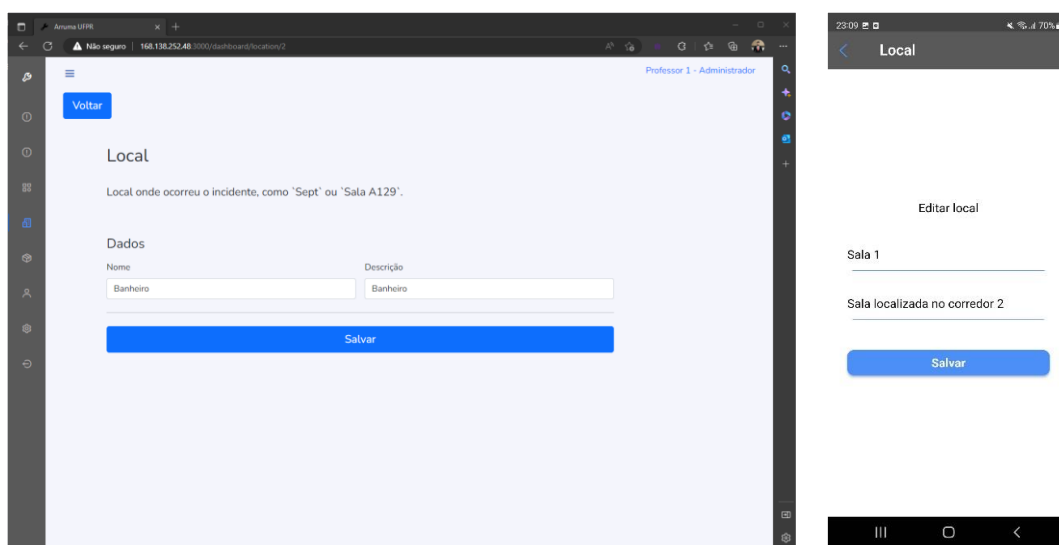 Arruma UFPR
Não seguro 168.138.252.48:3000/dashboard/location/2
Professor 1 - Administrador
Voltar
Local
Local onde ocorreu o incidente, como `Sept` ou `Sala A129`.
Dados
Nome Descrição
Banheiro Banheiro
Salvar
23:09 70%
Local
Editar local
Sala 1
Sala localizada no corredor 2
Salvar